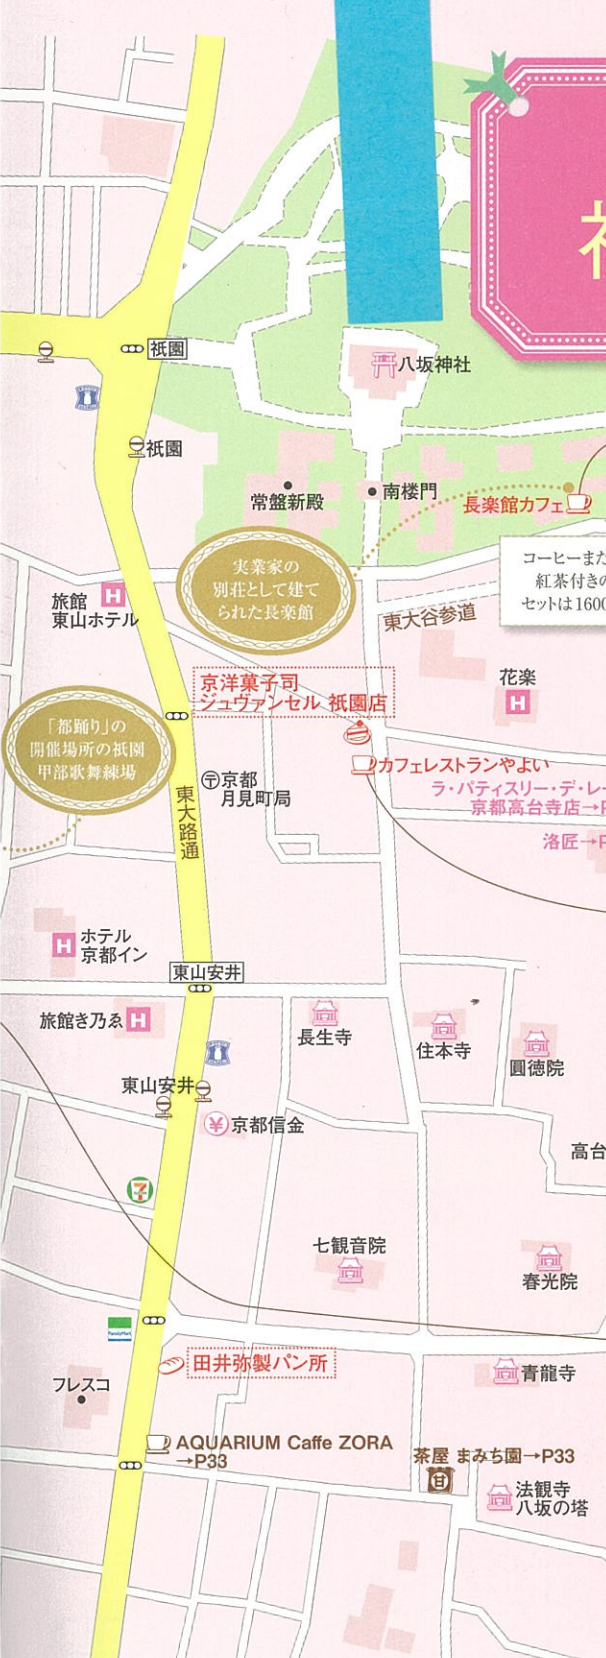 祇
祇園
八坂神社
祇園
常盤新殿
南楼門
長楽館カフェ
実業家の
別荘として建て
られた長楽館
コーヒーまた
紅茶付きの
セットは1600
旅館
東山ホテル
東大谷参道
京洋菓子司
ジュヴァンセル 祇園店
花楽
「都踊り」の
開催場所の祇園
甲部歌舞練場
カフェレストランやよい
京都
月見町局
ラ・パティスリー・デ・レー
京都高台寺店→P
東大路通
洛匠→P
ホテル
京都イン
東山安井
旅館き乃ゑ
長生寺
住本寺
圓徳院
東山安井
京都信金
高台
七観音院
春光院
FamilyMart
田井弥製パン所
青龍寺
フレスコ
AQUARIUM Caffe ZORA
→P33
茶屋 まみち園→P33
甘
法観寺
八坂の塔